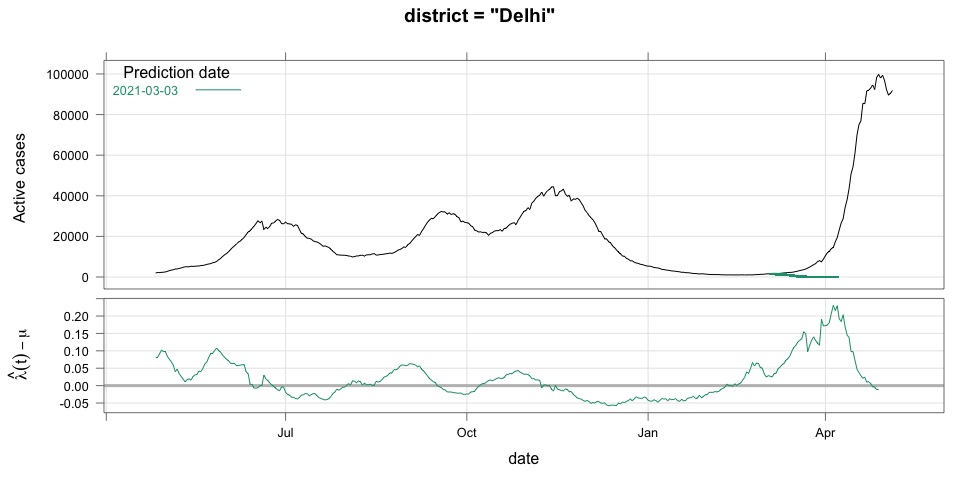 district = "Delhi"
Prediction date
2021-03-03
Active cases
100000
80000
60000
40000
20000
0
λ̂(t) − μ
0.20
0.15
0.10
0.05
0.00
-0.05
Jul
Oct
Jan
Apr
date